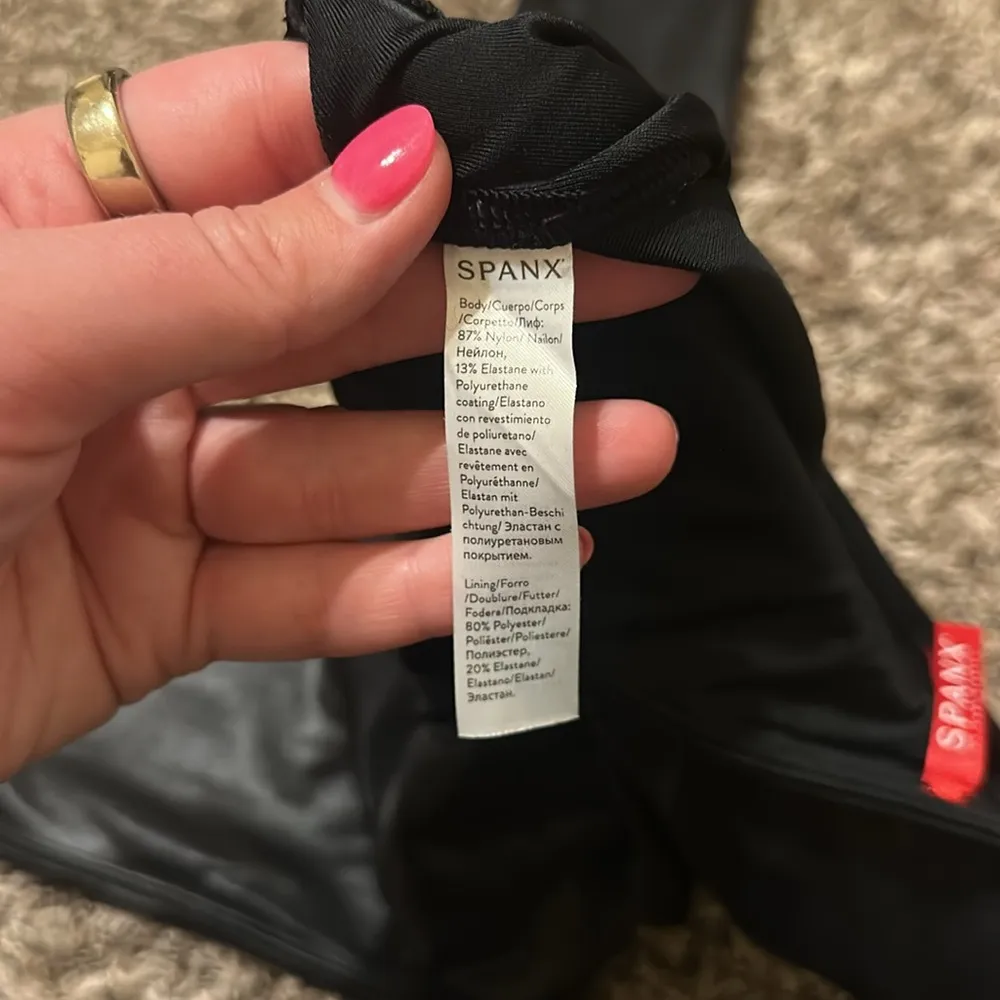 SPANX
Body/Cuerpo/Corps
/Corpetto/Лиф:
87% Nylon/ Nailon/
Нейлон,
13% Elastane with
Polyurethane
coating/Elastano
con revestimiento
de poliuretano/
Elastane avec
revêtement en
Polyuréthanne/
Elastan mit
Polyurethan-Beschi
chtung/ Эластан с
полиуретановым
покрытием.
Lining/Forro
/Doublure/Futter/
Fodera/Подкладка:
80% Polyester/
Poliéster/Poliestere/
Полиэстер,
20% Elastane/
Elastano/Elastan/
Эластан.
SPANX